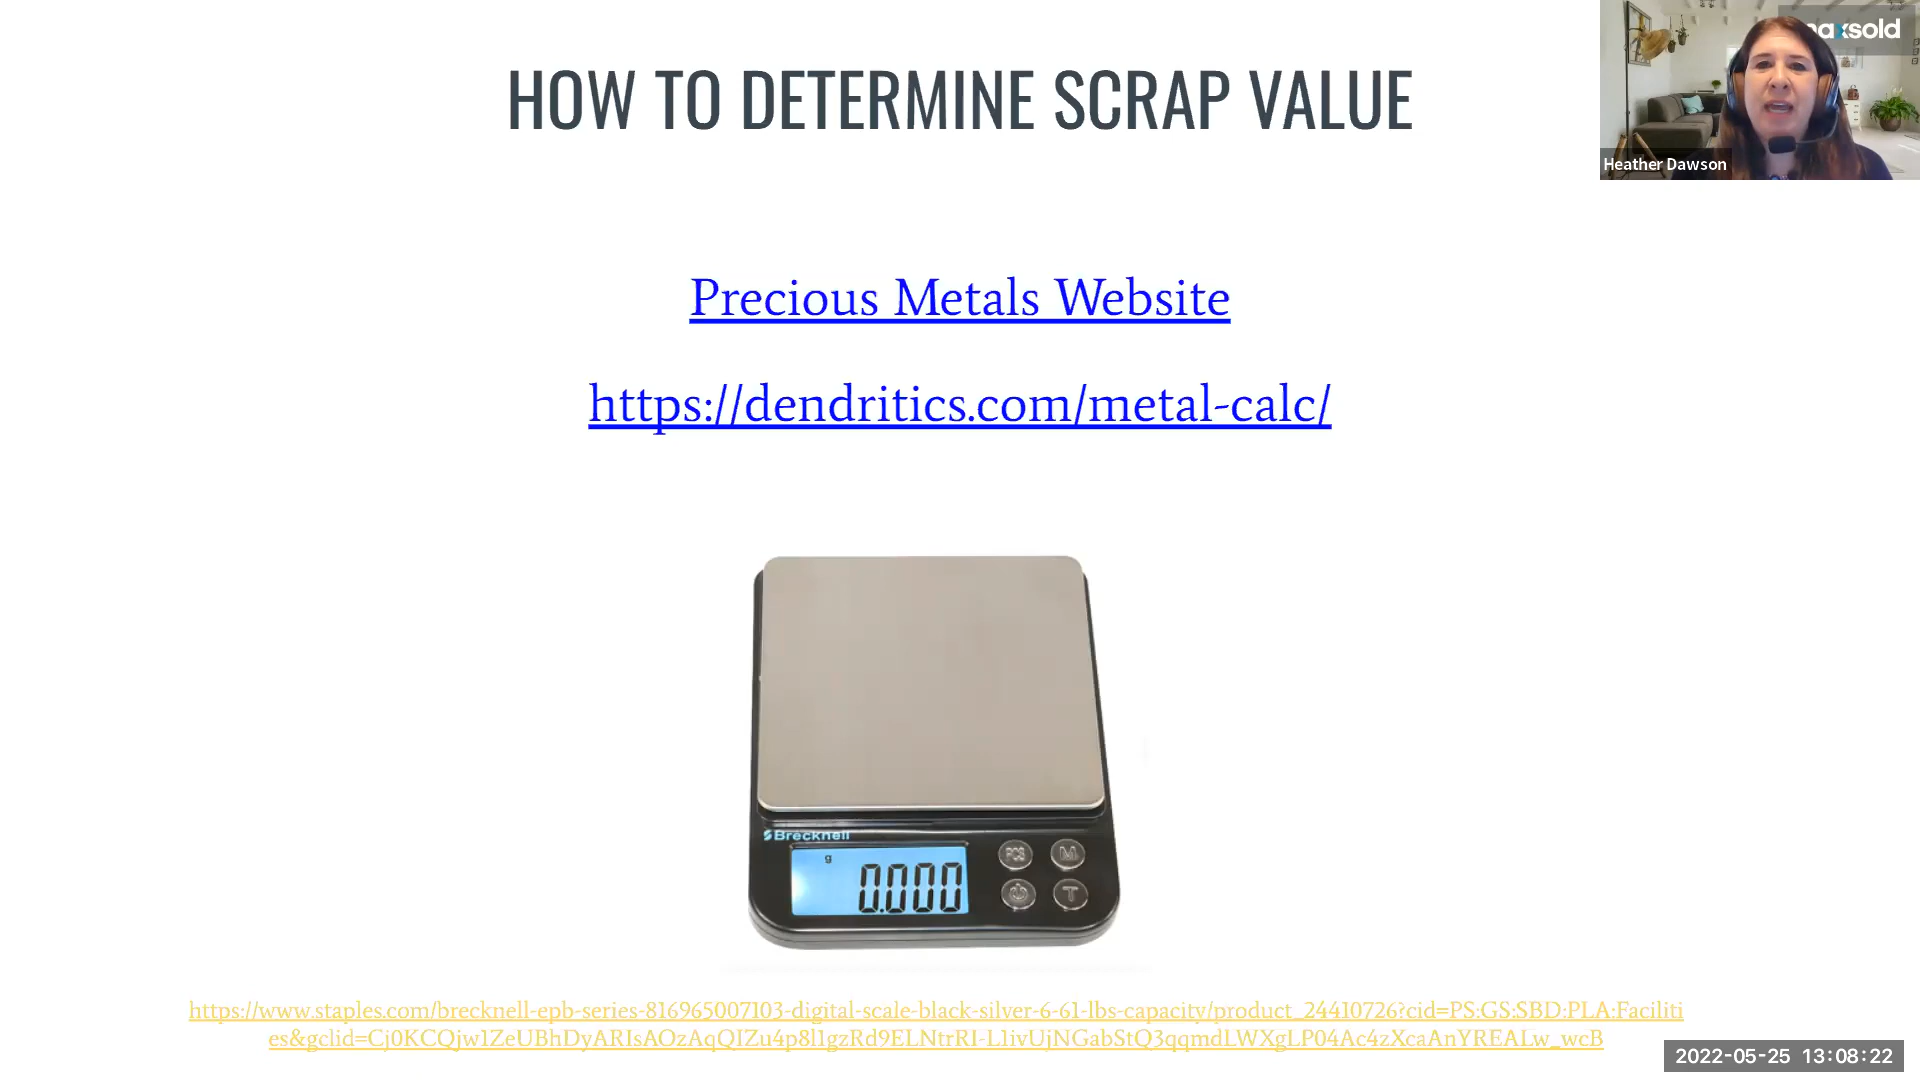 HOW TO DETERMINE SCRAP VALUE
maxsold
Heather Dawson
Precious Metals Website
https://dendritics.com/metal-calc/
Brecknell
g
0.000
PCS
M
T
https://www.staples.com/brecknell-epb-series-816965007103-digital-scale-black-silver-6-61-lbs-capacity/product_24410726?cid=PS:GS:SBD:PLA:Faciliti
es&gclid=Cj0KCQjw1ZeUBhDyARIsAOzAqQIZu4p8l1gzRd9ELNtrRI-L1ivUjNGabStQ3qqmdLWXgLP04Ac4zXcaAnYREALw_wcB
2022-05-25 13:08:22